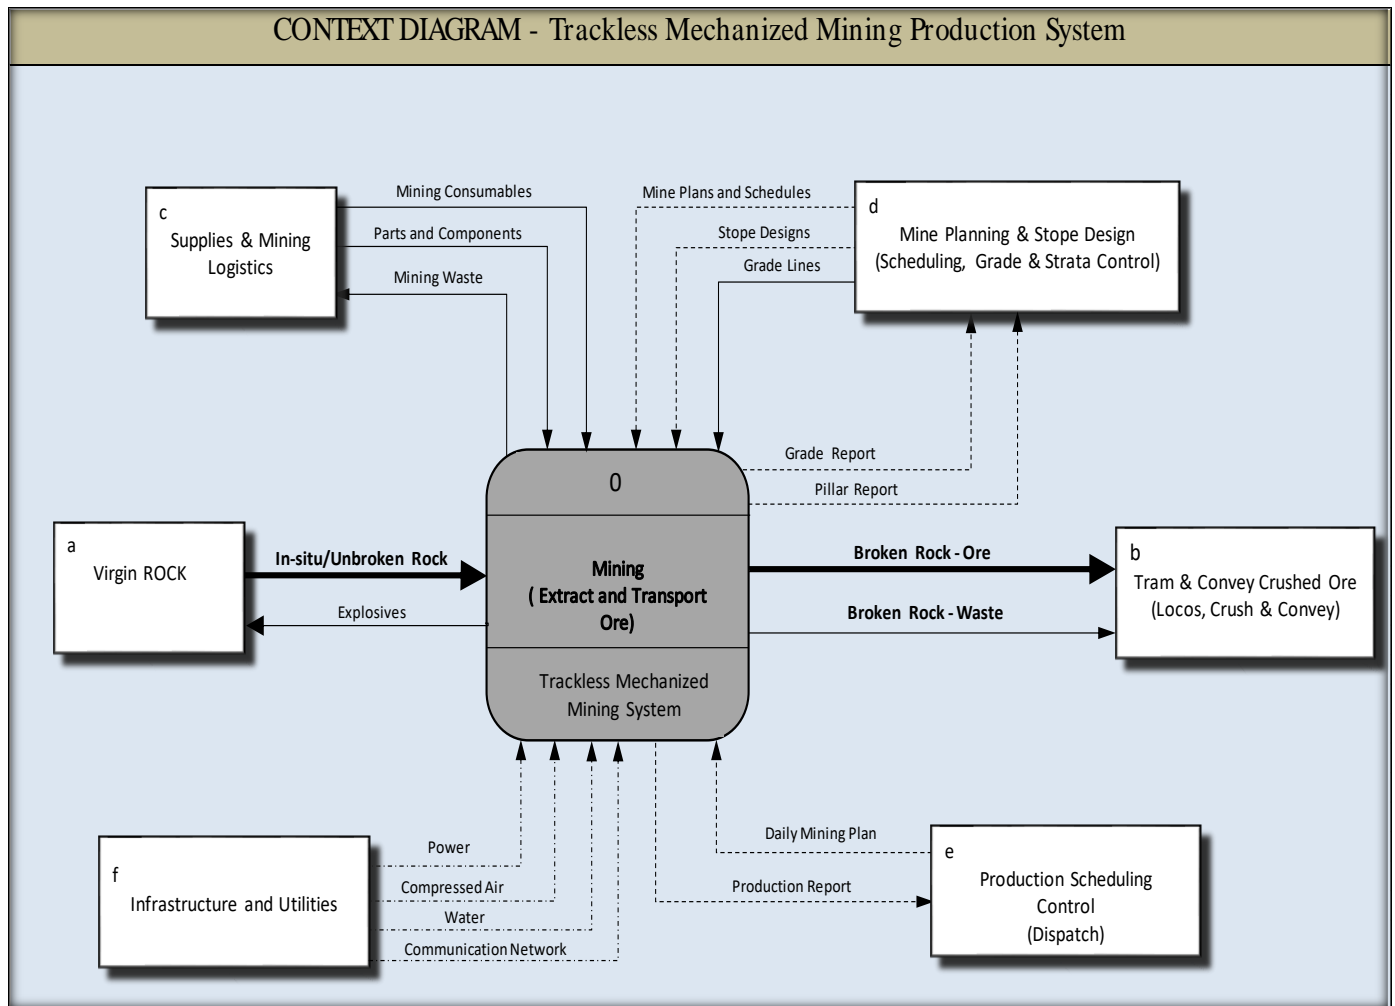 CONTEXT DIAGRAM - Trackless Mechanized Mining Production System
c
Supplies & Mining
Logistics
Mining Consumables
Parts and Components
Mining Waste
Mine Plans and Schedules
Stope Designs
Grade Lines
d
Mine Planning & Stope Design
(Scheduling, Grade & Strata Control)
Grade Report
Pillar Report
a
Virgin ROCK
In-situ/Unbroken Rock
Explosives
0
Mining
( Extract and Transport
Ore)
Trackless Mechanized
Mining System
Broken Rock - Ore
Broken Rock - Waste
b
Tram & Convey Crushed Ore
(Locos, Crush & Convey)
f
Infrastructure and Utilities
Power
Compressed Air
Water
Communication Network
Daily Mining Plan
Production Report
e
Production Scheduling
Control
(Dispatch)